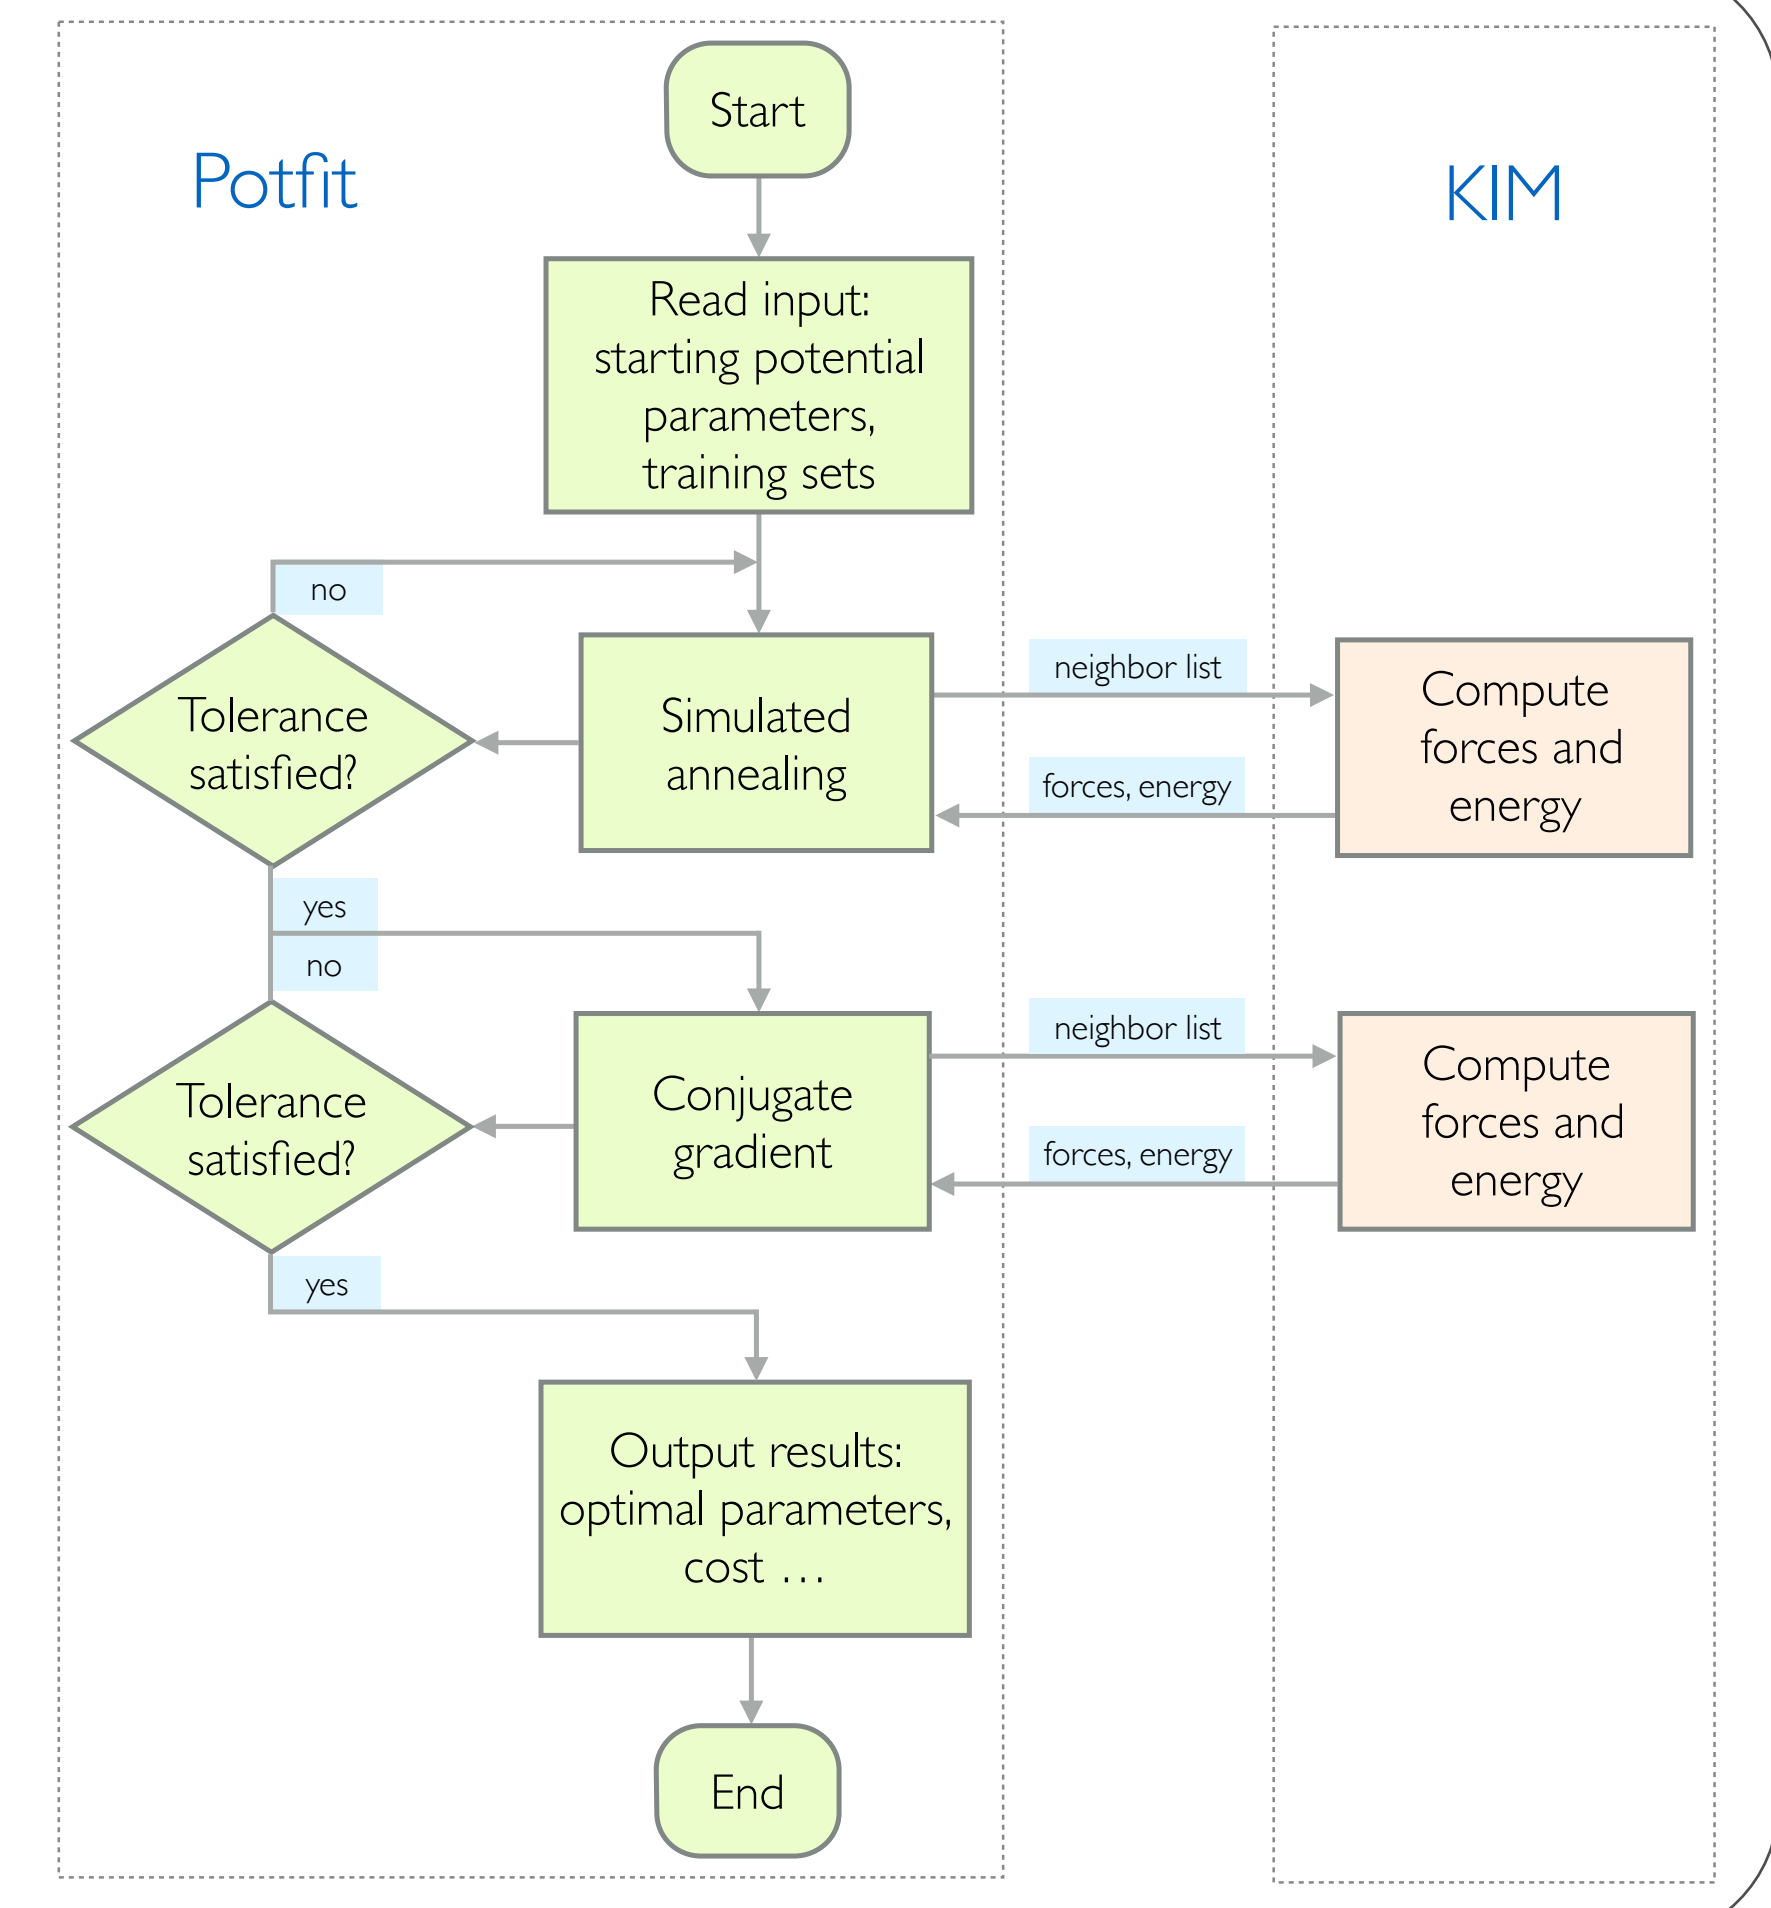 Start
Potfit
KIM
Read input:
starting potential
parameters,
training sets
no
Tolerance
satisfied?
Simulated
annealing
neighbor list
forces, energy
Compute
forces and
energy
yes
no
Tolerance
satisfied?
Conjugate
gradient
neighbor list
forces, energy
Compute
forces and
energy
yes
Output results:
optimal parameters,
cost …
End